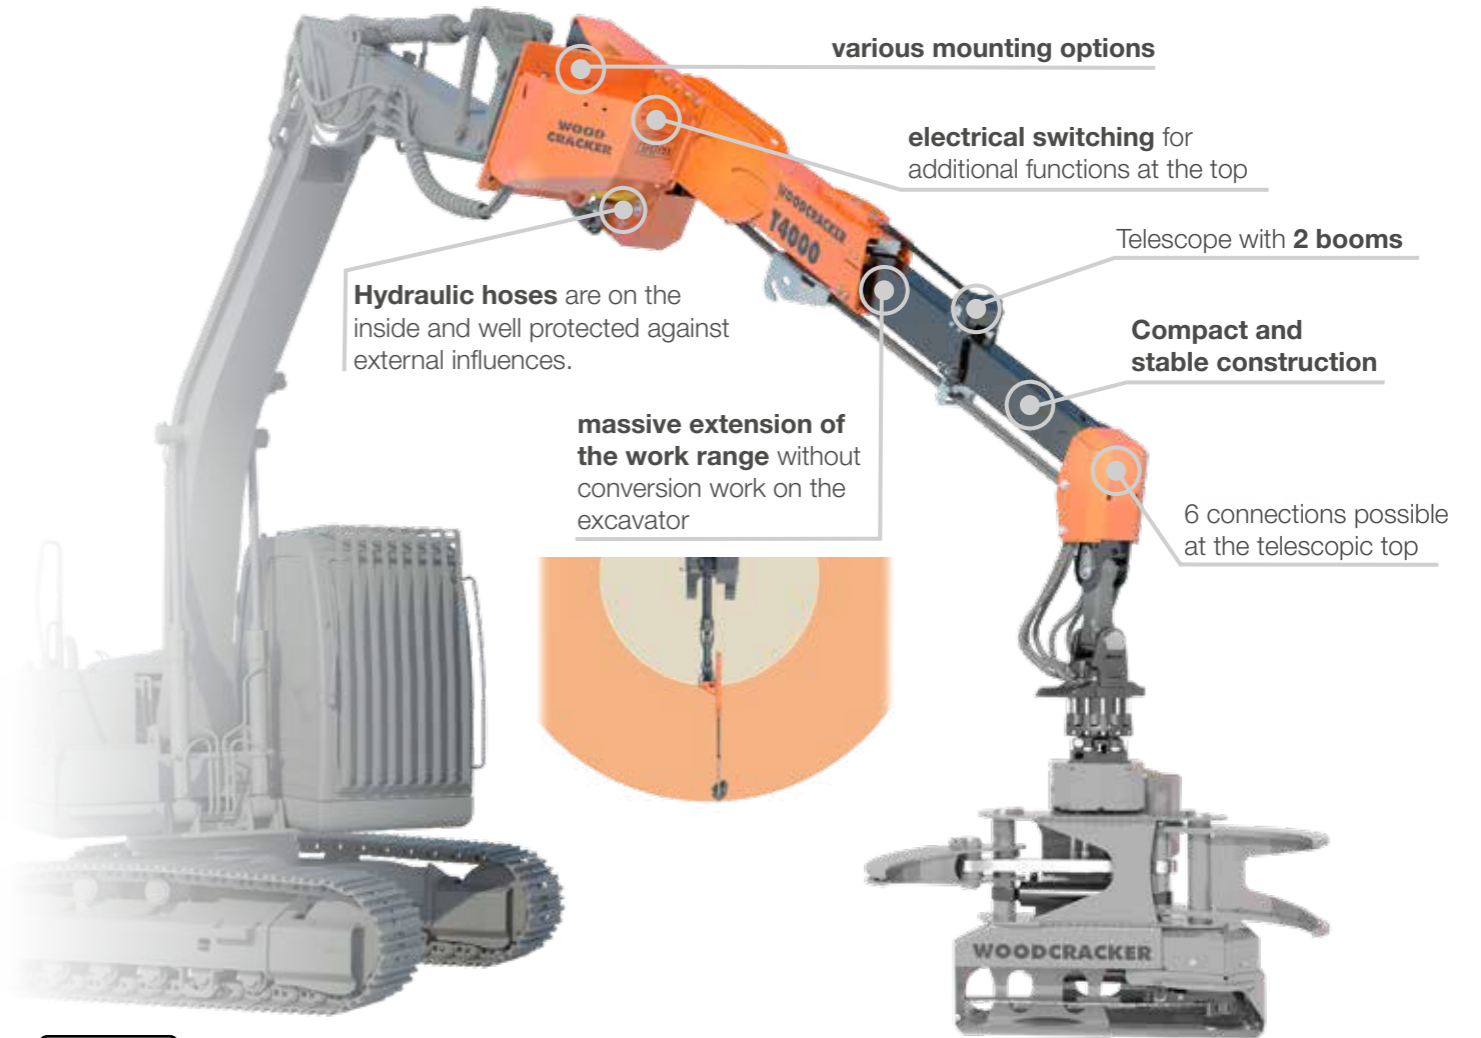 various mounting options
electrical switching for
additional functions at the top
WOOD
CRACKER
WOODCRACKER
T4000
Telescope with 2 booms
Hydraulic hoses are on the
inside and well protected against
external influences.
Compact and
stable construction
massive extension of
the work range without
conversion work on the
excavator
6 connections possible
at the telescopic top
WOODCRACKER